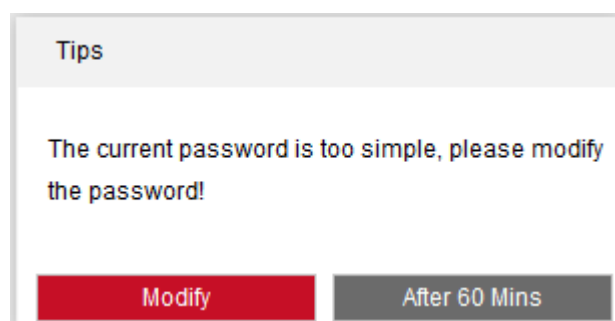 Tips
The current password is too simple, please modify
the password!
Modify
After 60 Mins